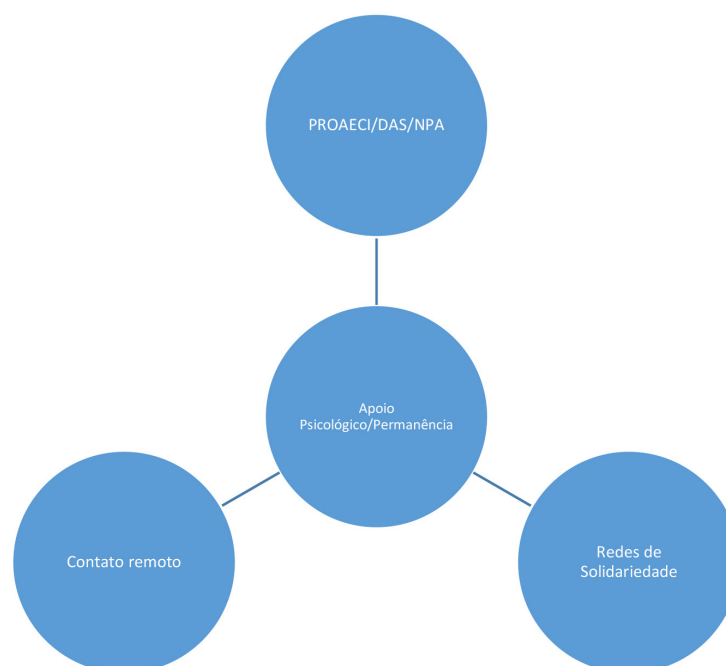 PROAECI/DAS/NPA
Apoio
Psicológico/Permanência
Contato remoto
Redes de
Solidariedade